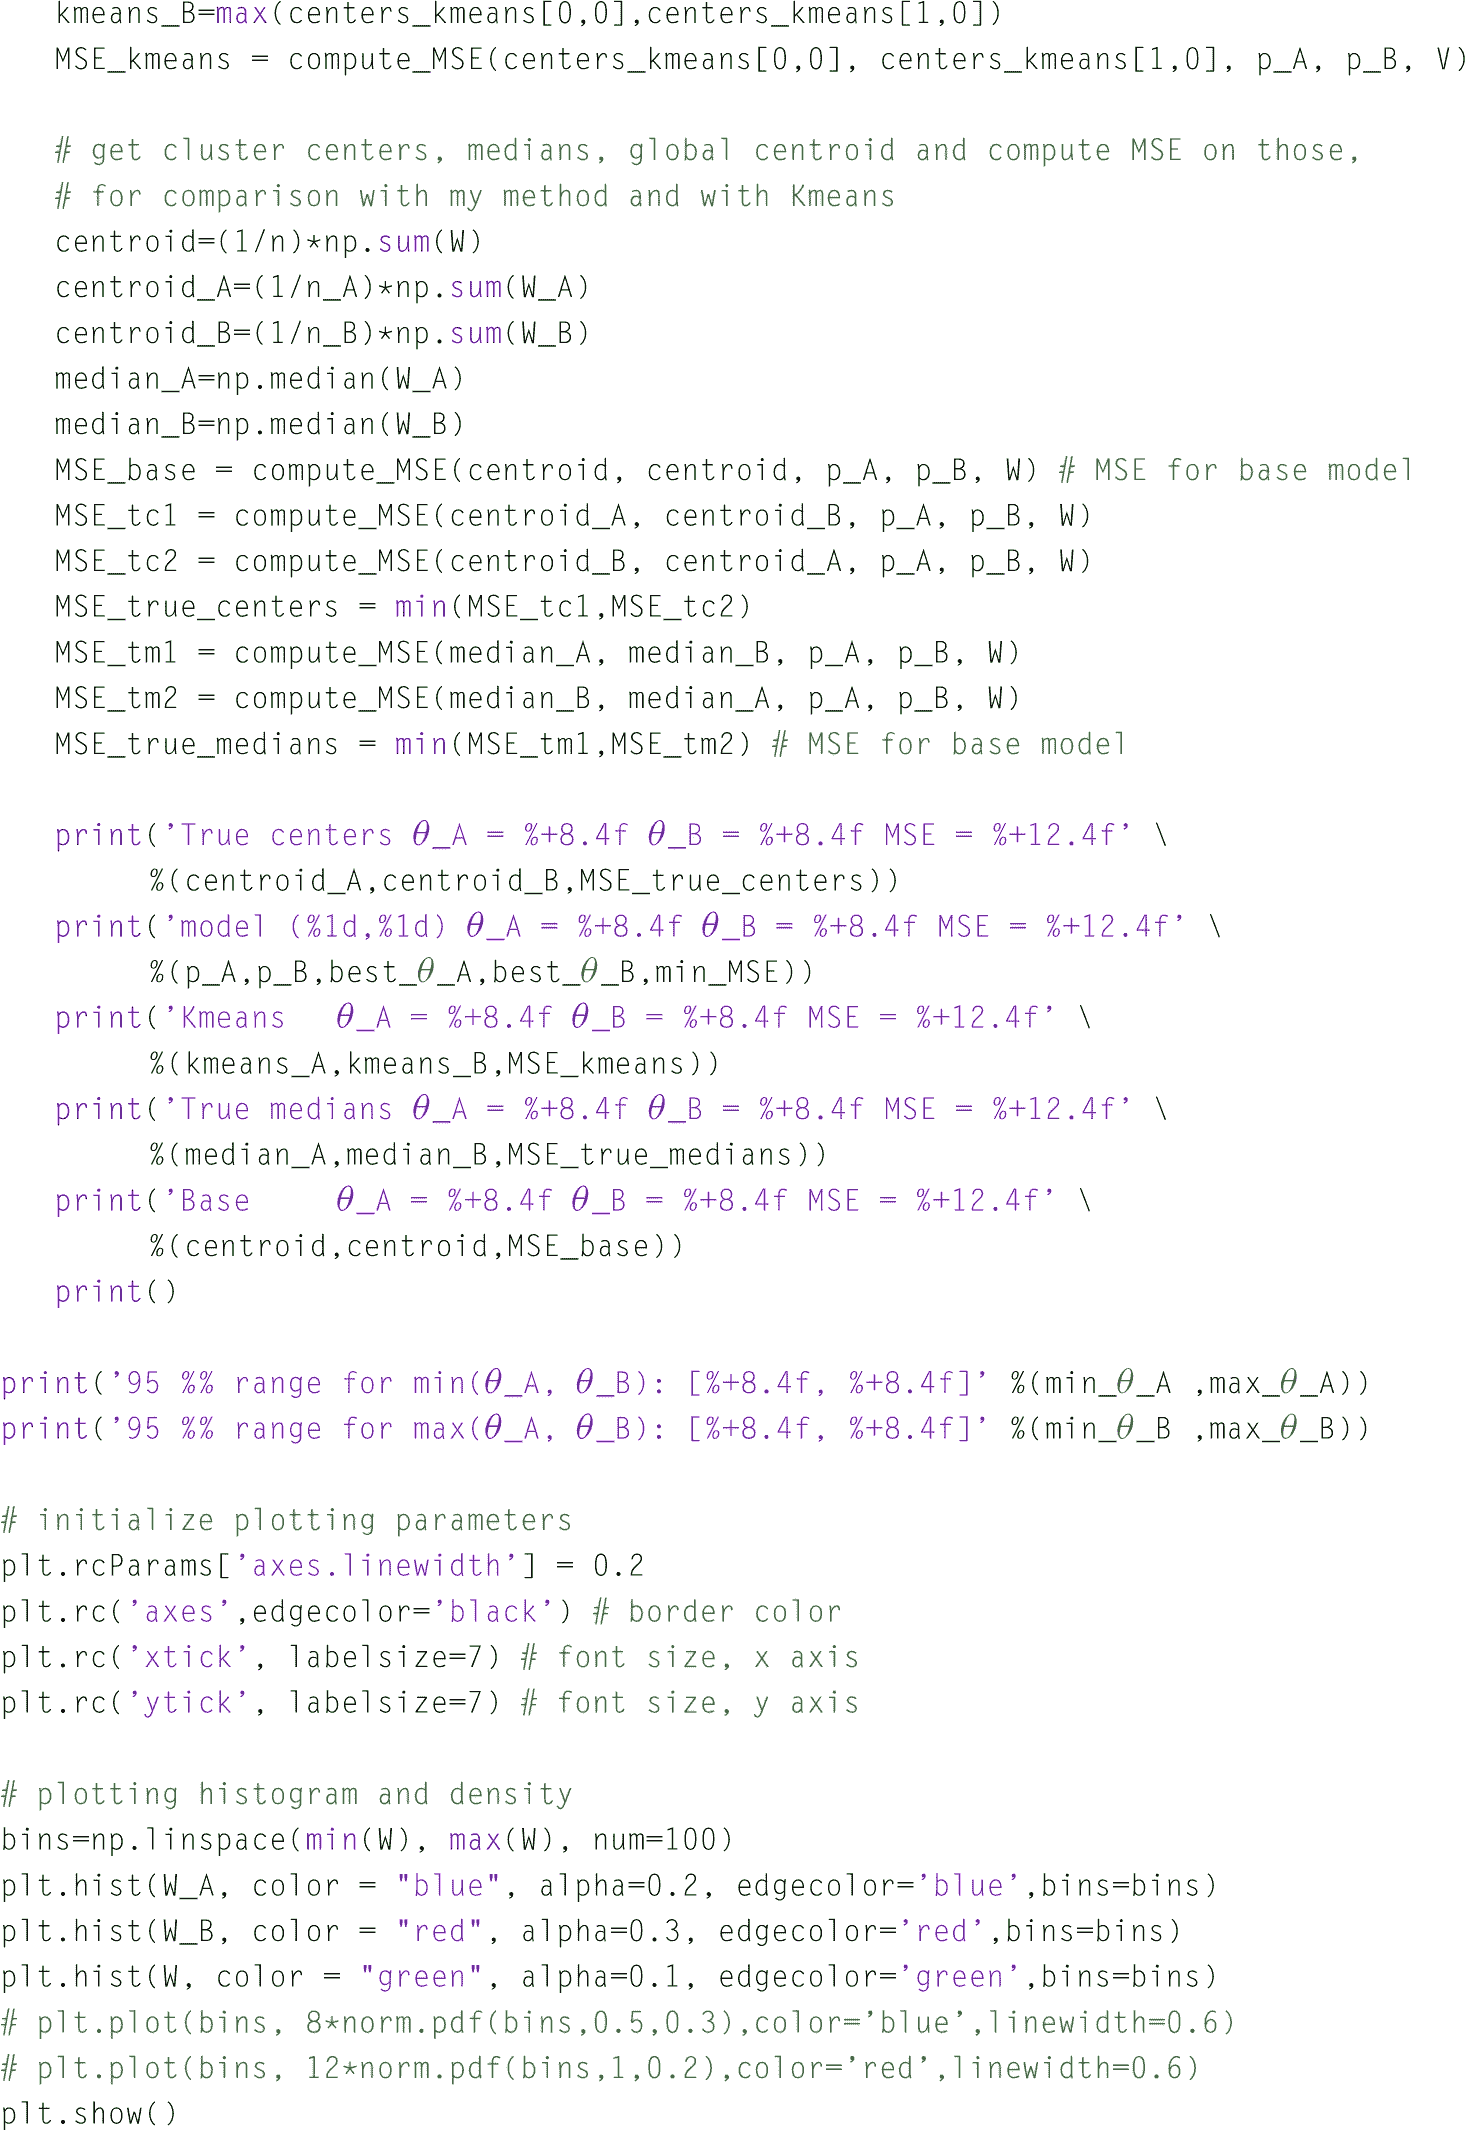 kmeans_B=max(centers_kmeans[0,0],centers_kmeans[1,0])
MSE_kmeans = compute_MSE(centers_kmeans[0,0], centers_kmeans[1,0], p_A, p_B, V)
# get cluster centers, medians, global centroid and compute MSE on those,
# for comparison with my method and with Kmeans
centroid=(1/n)*np.sum(W)
centroid_A=(1/n_A)*np.sum(W_A)
centroid_B=(1/n_B)*np.sum(W_B)
median_A=np.median(W_A)
median_B=np.median(W_B)
MSE_base = compute_MSE(centroid, centroid, p_A, p_B, W) # MSE for base model
MSE_tc1 = compute_MSE(centroid_A, centroid_B, p_A, p_B, W)
MSE_tc2 = compute_MSE(centroid_B, centroid_A, p_A, p_B, W)
MSE_true_centers = min(MSE_tc1,MSE_tc2)
MSE_tm1 = compute_MSE(median_A, median_B, p_A, p_B, W)
MSE_tm2 = compute_MSE(median_B, median_A, p_A, p_B, W)
MSE_true_medians = min(MSE_tm1,MSE_tm2) # MSE for base model
print(’True centers θ_A = %+8.4f θ_B = %+8.4f MSE = %+12.4f’ \
%(centroid_A,centroid_B,MSE_true_centers))
print(’model (%1d,%1d) θ_A = %+8.4f θ_B = %+8.4f MSE = %+12.4f’ \
%(p_A,p_B,best_θ_A,best_θ_B,min_MSE))
print(’Kmeans   θ_A = %+8.4f θ_B = %+8.4f MSE = %+12.4f’ \
%(kmeans_A,kmeans_B,MSE_kmeans))
print(’True medians θ_A = %+8.4f θ_B = %+8.4f MSE = %+12.4f’ \
%(median_A,median_B,MSE_true_medians))
print(’Base     θ_A = %+8.4f θ_B = %+8.4f MSE = %+12.4f’ \
%(centroid,centroid,MSE_base))
print()
print(’95 %% range for min(θ_A, θ_B): [%+8.4f, %+8.4f]’ %(min_θ_A ,max_θ_A))
print(’95 %% range for max(θ_A, θ_B): [%+8.4f, %+8.4f]’ %(min_θ_B ,max_θ_B))
# initialize plotting parameters
plt.rcParams[’axes.linewidth’] = 0.2
plt.rc(’axes’,edgecolor=’black’) # border color
plt.rc(’xtick’, labelsize=7) # font size, x axis
plt.rc(’ytick’, labelsize=7) # font size, y axis
# plotting histogram and density
bins=np.linspace(min(W), max(W), num=100)
plt.hist(W_A, color = "blue", alpha=0.2, edgecolor=’blue’,bins=bins)
plt.hist(W_B, color = "red", alpha=0.3, edgecolor=’red’,bins=bins)
plt.hist(W, color = "green", alpha=0.1, edgecolor=’green’,bins=bins)
# plt.plot(bins, 8*norm.pdf(bins,0.5,0.3),color=’blue’,linewidth=0.6)
# plt.plot(bins, 12*norm.pdf(bins,1,0.2),color=’red’,linewidth=0.6)
plt.show()